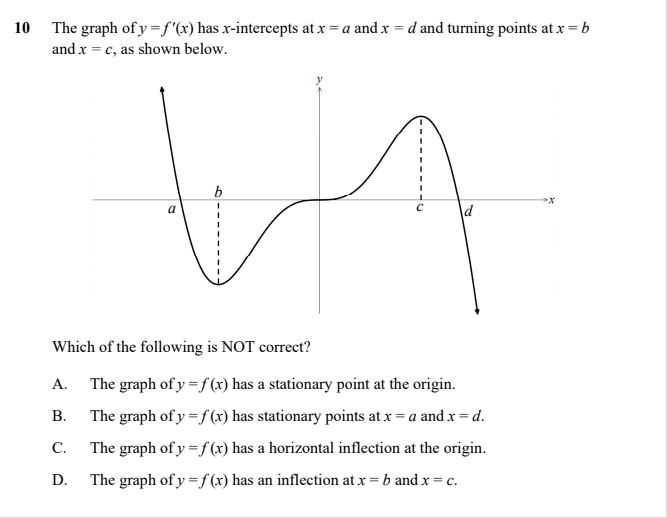 10 The graph of y = f '(x) has x-intercepts at x = a and x = d and turning points at x = b
and x = c, as shown below.
y
b
x
a
c
d
Which of the following is NOT correct?
A. The graph of y = f (x) has a stationary point at the origin.
B. The graph of y = f (x) has stationary points at x = a and x = d.
C. The graph of y = f (x) has a horizontal inflection at the origin.
D. The graph of y = f (x) has an inflection at x = b and x = c.